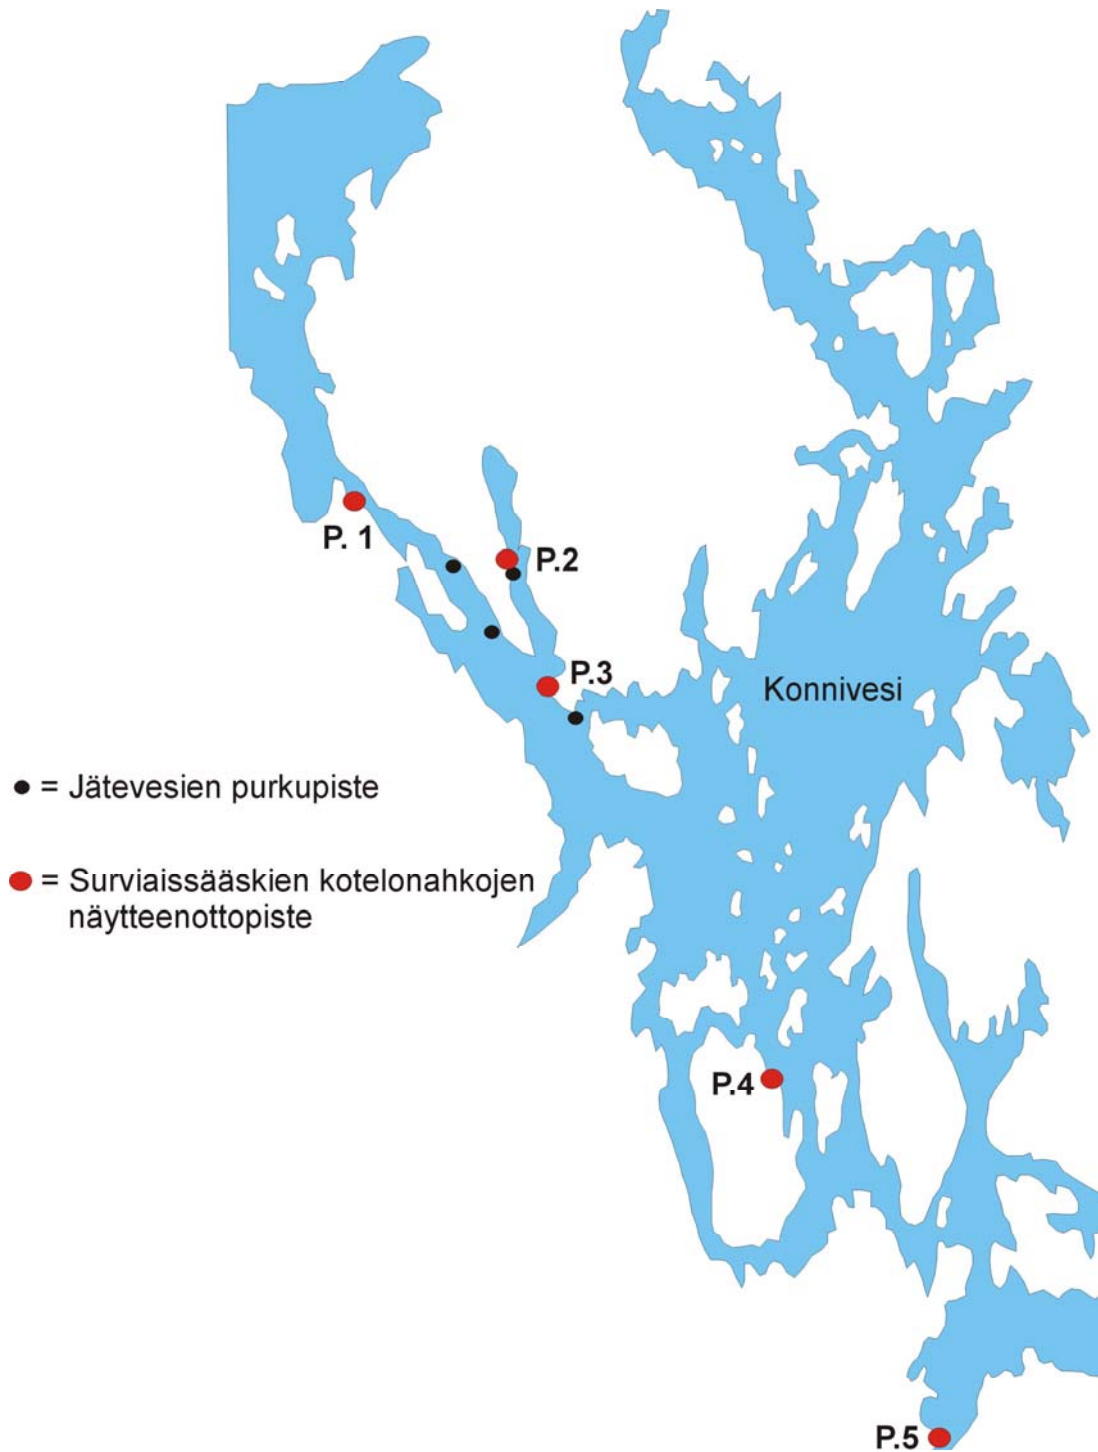 P. 1
P.2
P.3
Konnivesi
= Jätevesien purkupiste
= Surviaissääskien kotelonahkojen
näytteenottopiste
P.4
P.5